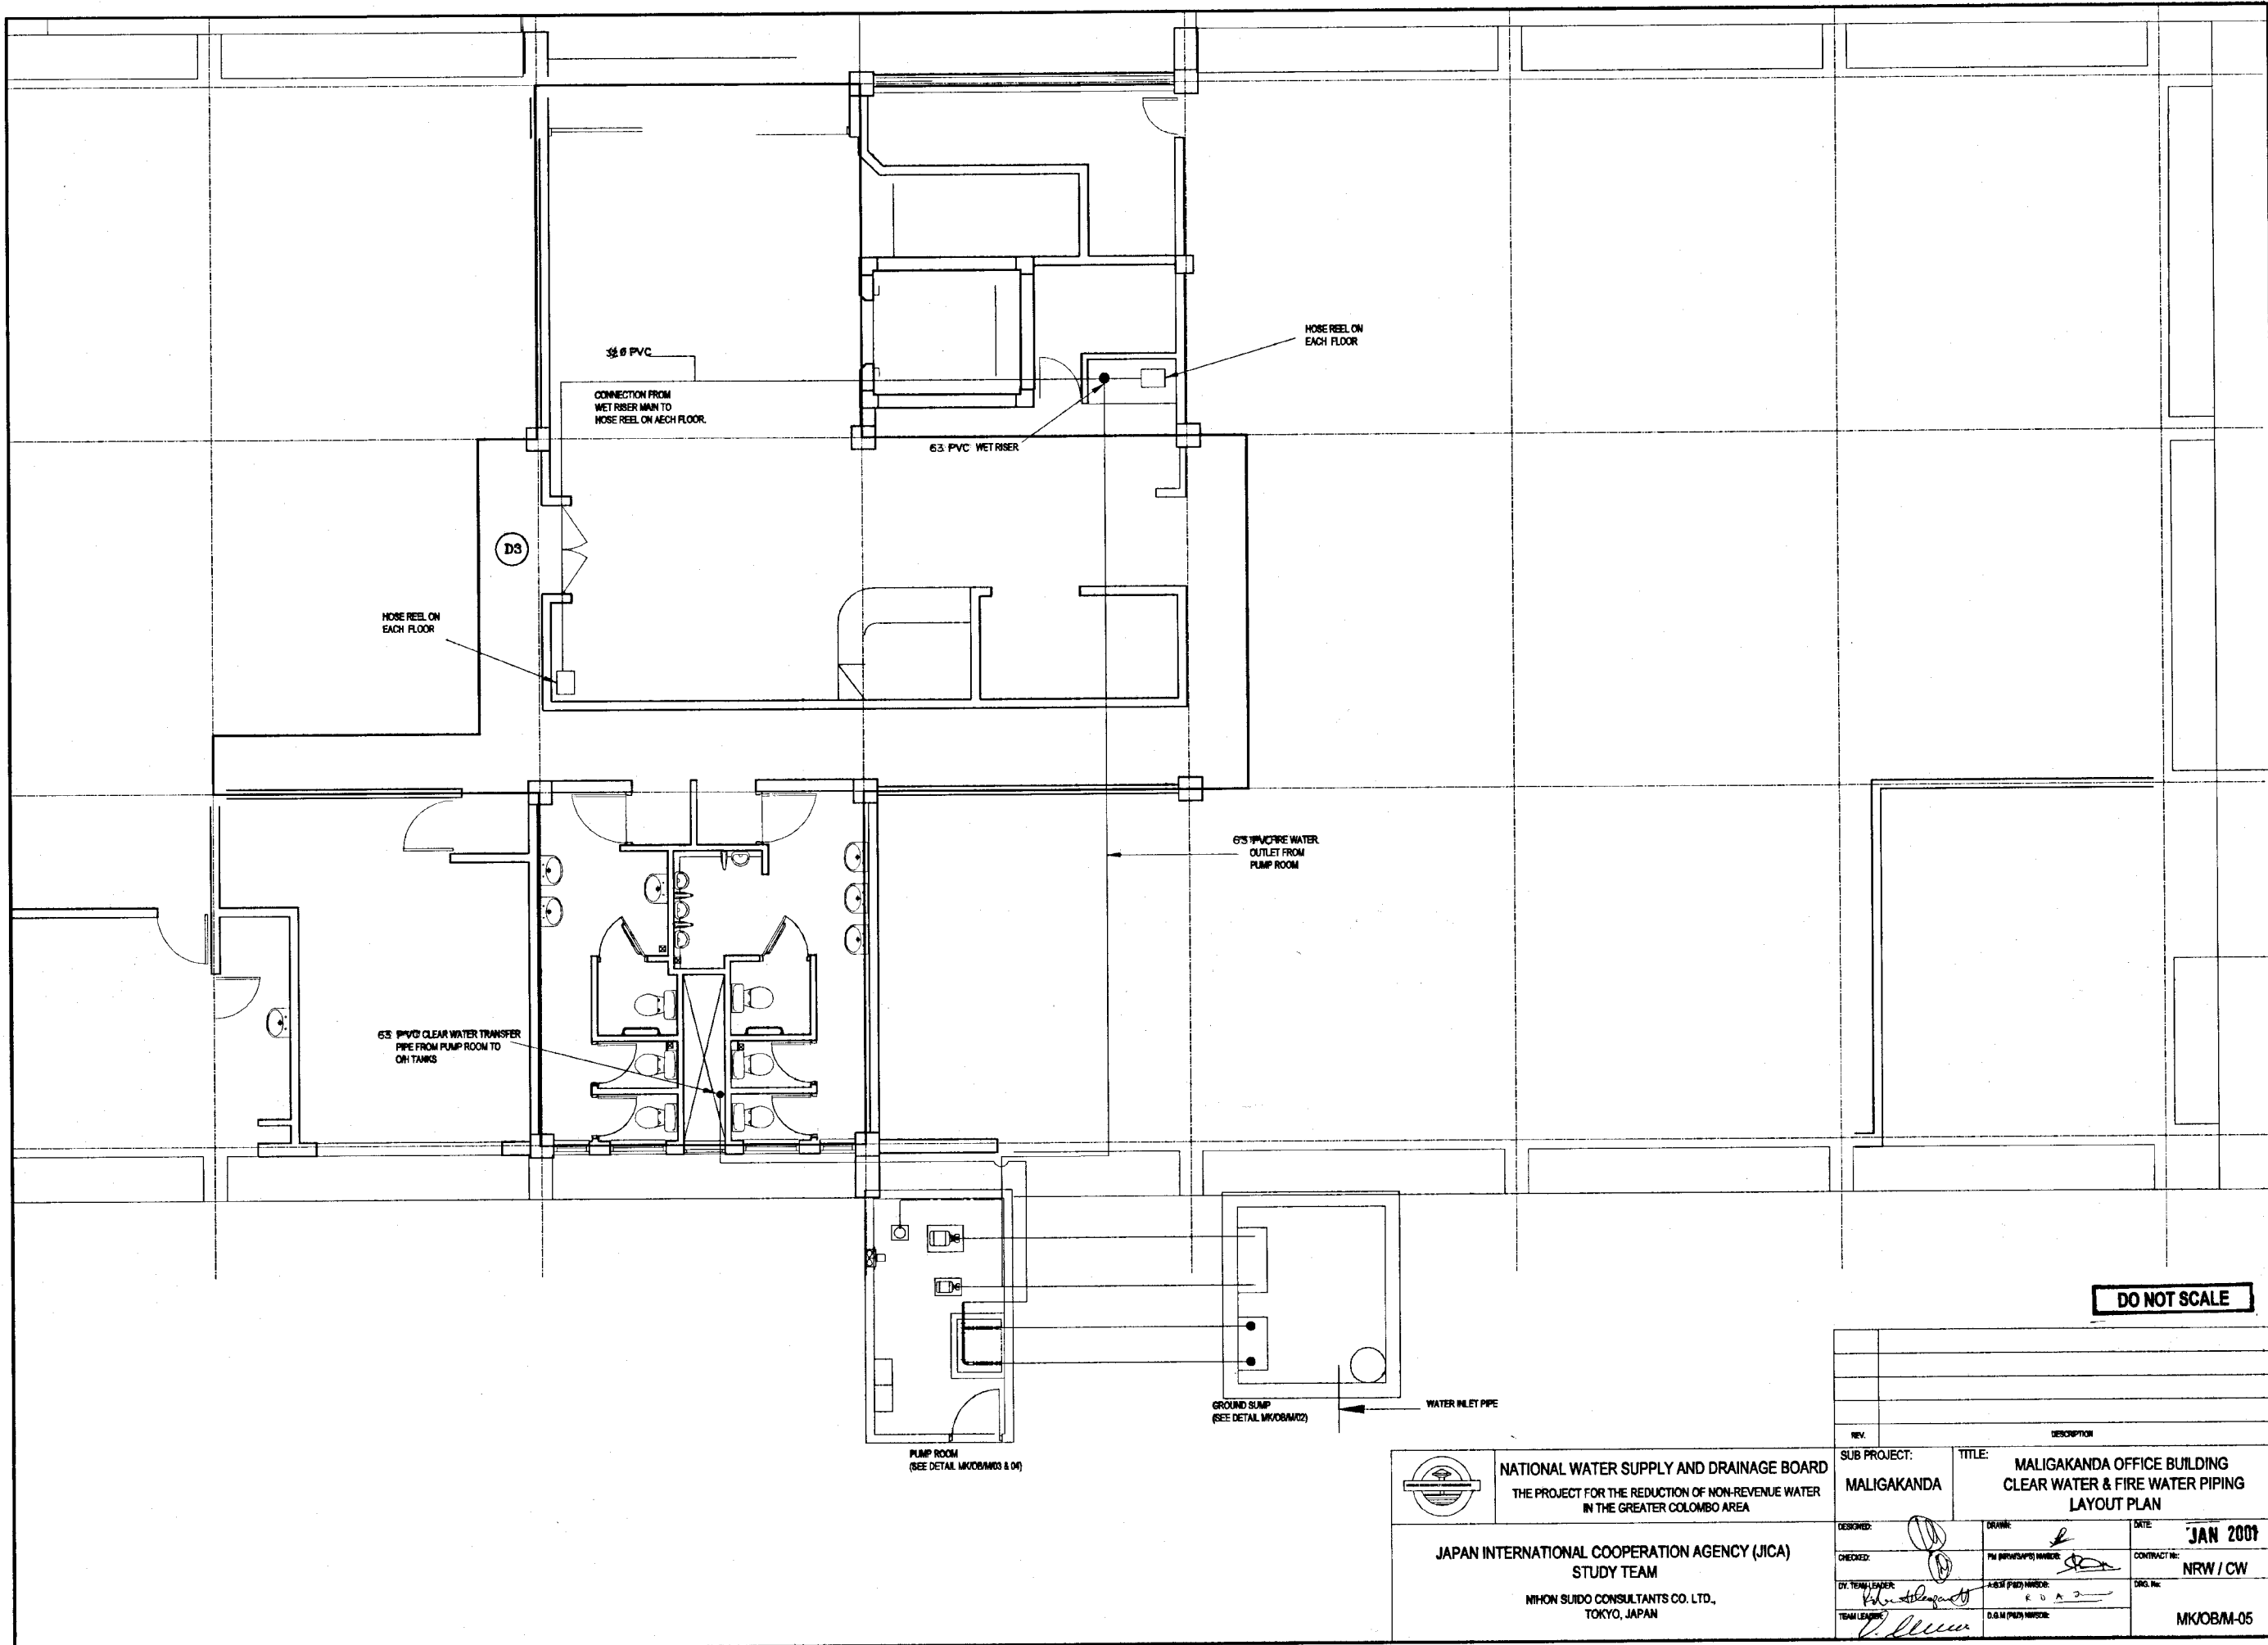 HOSE REEL ON
EACH FLOOR
Ø PVC
CONNECTION FROM
WET RISER MAIN TO
HOSE REEL ON AECH FLOOR.
63 PVC WET RISER
D3
HOSE REEL ON
EACH FLOOR
FIRE WATER
OUTLET FROM
PUMP ROOM
63 PVC CLEAR WATER TRANSFER
PIPE FROM PUMP ROOM TO
O/H TANKS
GROUND SUMP
(SEE DETAIL MK/OB/M/02)
WATER INLET PIPE
PUMP ROOM
(SEE DETAIL MK/OB/M/03 & 04)
DO NOT SCALE
REV.
DESCRIPTION
NATIONAL WATER SUPPLY AND DRAINAGE BOARD
THE PROJECT FOR THE REDUCTION OF NON-REVENUE WATER
IN THE GREATER COLOMBO AREA
JAPAN INTERNATIONAL COOPERATION AGENCY (JICA)
STUDY TEAM
NIHON SUIDO CONSULTANTS CO. LTD.,
TOKYO, JAPAN
SUB PROJECT:
MALIGAKANDA
TITLE:
MALIGAKANDA OFFICE BUILDING
CLEAR WATER & FIRE WATER PIPING
LAYOUT PLAN
DESIGNED:
DRAWN:
DATE:
JAN 2001
CHECKED:
CONTRACT No:
NRW / CW
DY. TEAM LEADER:
A.G.M (P&D) NWSDB:
DRG. No:
TEAM LEADER:
D.G.M (P&D) NWSDB:
MK/OB/M-05